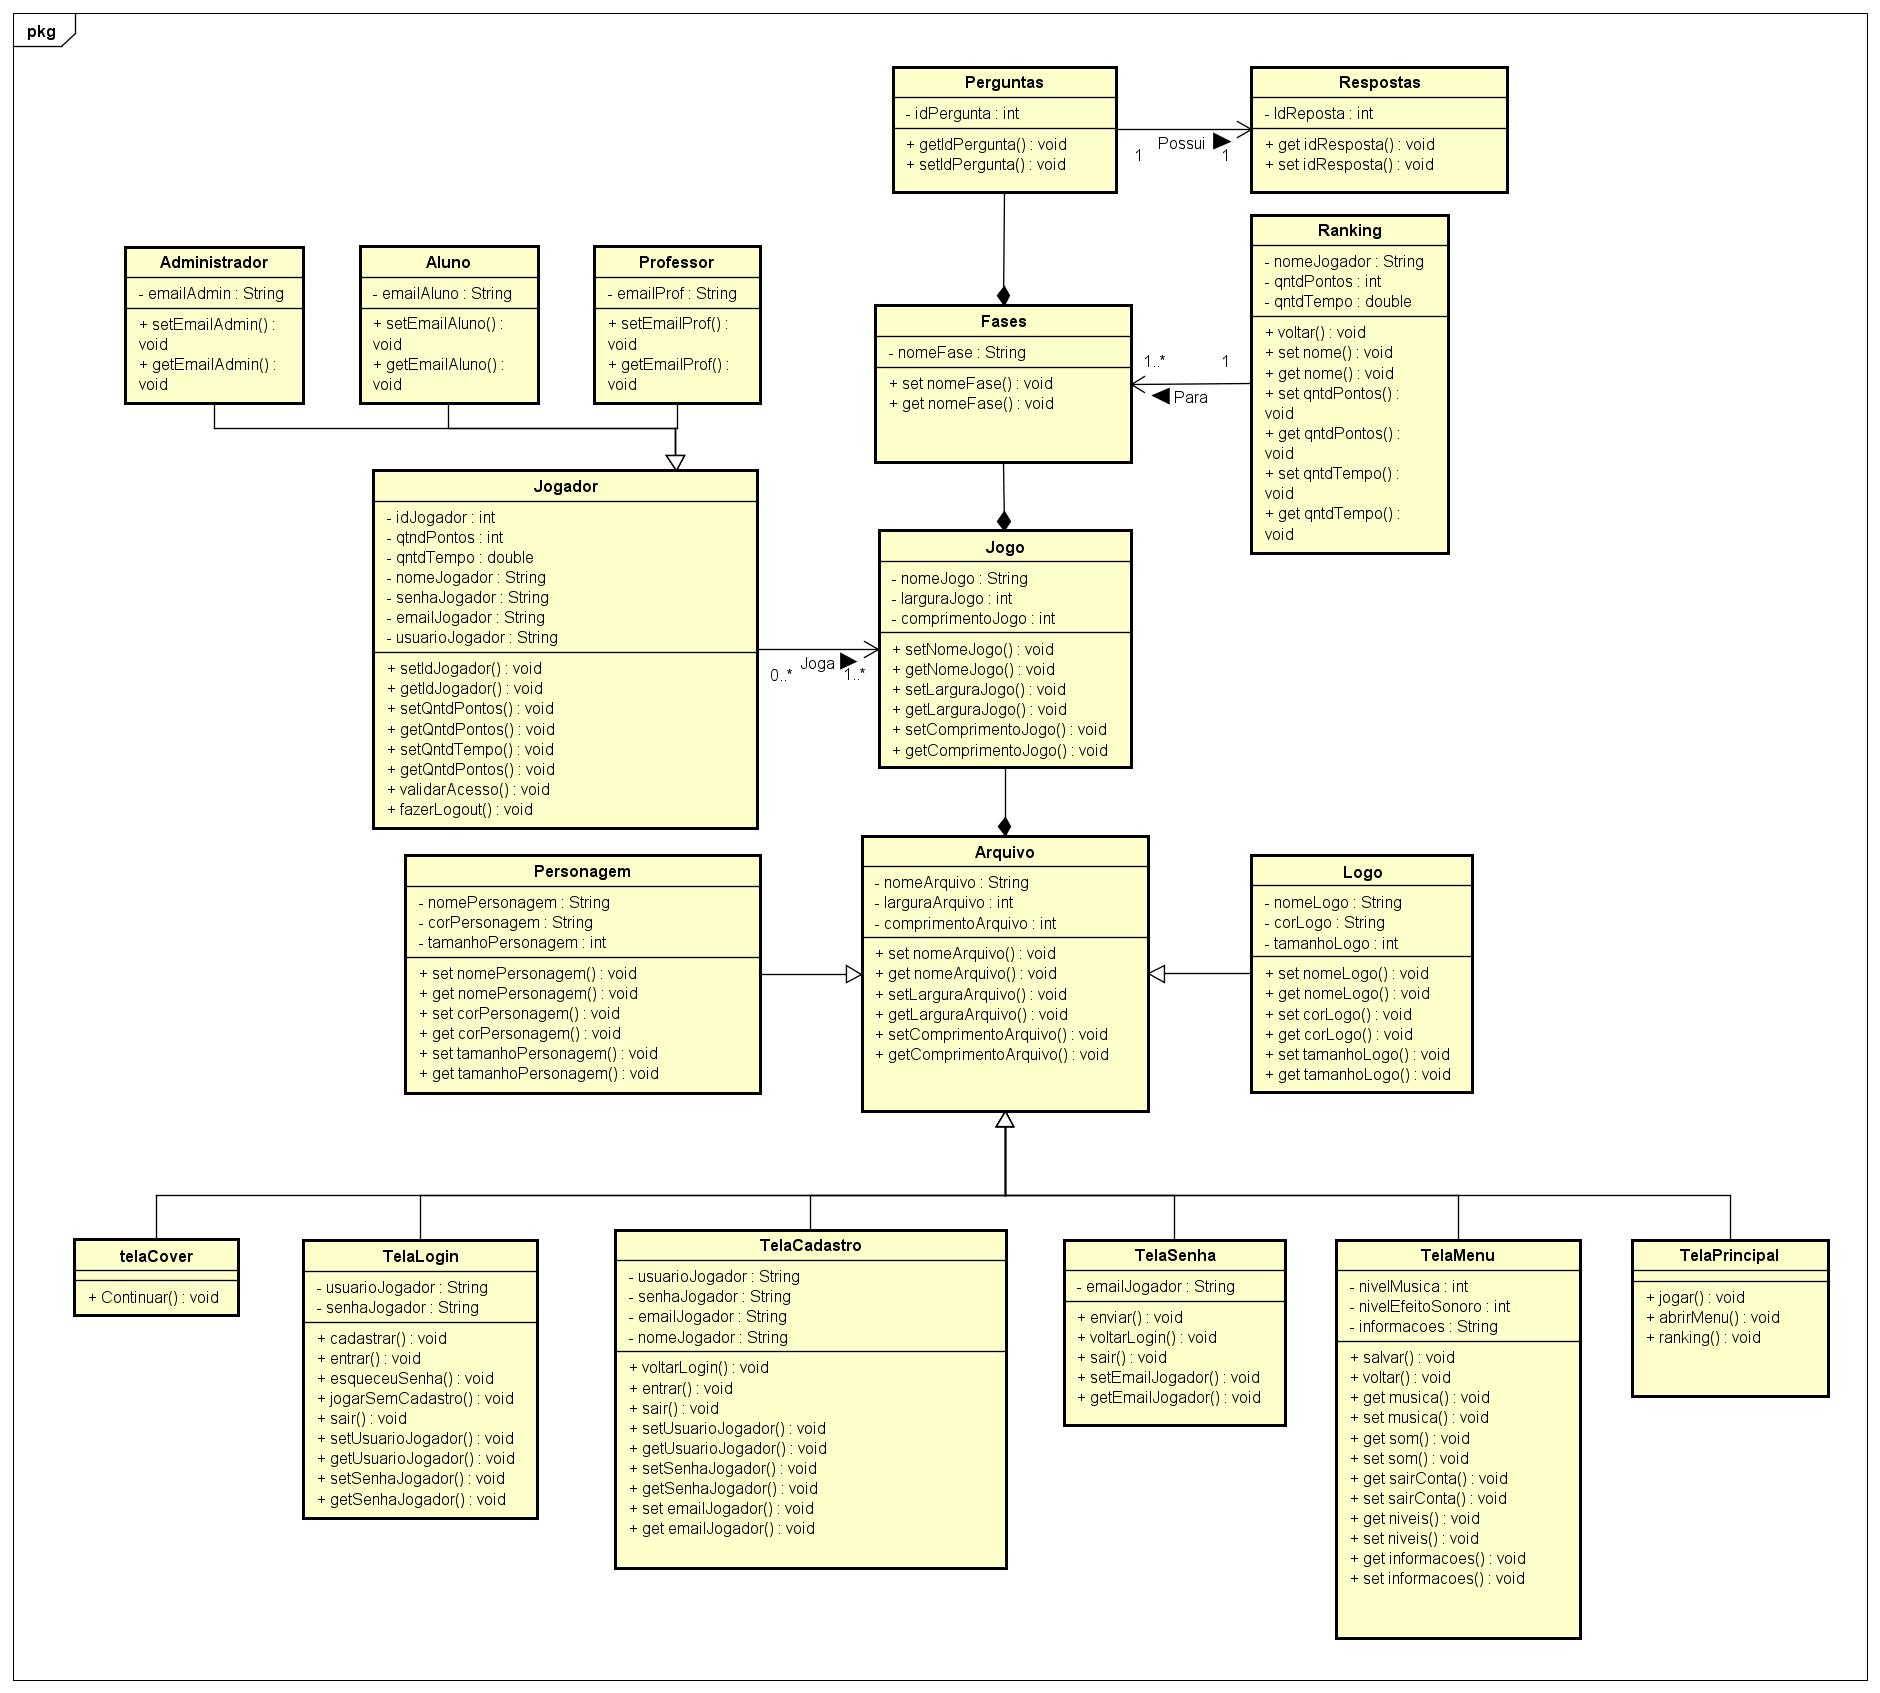 pkg
Perguntas
- idPergunta : int
+ getIdPergunta() : void
+ setIdPergunta() : void
Possui
1
1
Respostas
- IdReposta : int
+ get idResposta() : void
+ set idResposta() : void
Administrador
- emailAdmin : String
+ setEmailAdmin() :
void
+ getEmailAdmin() :
void
Aluno
- emailAluno : String
+ setEmailAluno() :
void
+ getEmailAluno() :
void
Professor
- emailProf : String
+ setEmailProf() :
void
+ getEmailProf() :
void
Fases
- nomeFase : String
+ set nomeFase() : void
+ get nomeFase() : void
1..*
1
Para
Ranking
- nomeJogador : String
- qntdPontos : int
- qntdTempo : double
+ voltar() : void
+ set nome() : void
+ get nome() : void
+ set qntdPontos() :
void
+ get qntdPontos() :
void
+ set qntdTempo() :
void
+ get qntdTempo() :
void
Jogador
- idJogador : int
- qtndPontos : int
- qntdTempo : double
- nomeJogador : String
- senhaJogador : String
- emailJogador : String
- usuarioJogador : String
+ setIdJogador() : void
+ getIdJogador() : void
+ setQntdPontos() : void
+ getQntdPontos() : void
+ setQntdTempo() : void
+ getQntdPontos() : void
+ validarAcesso() : void
+ fazerLogout() : void
Joga
0..*
1..*
Jogo
- nomeJogo : String
- larguraJogo : int
- comprimentoJogo : int
+ setNomeJogo() : void
+ getNomeJogo() : void
+ setLarguraJogo() : void
+ getLarguraJogo() : void
+ setComprimentoJogo() : void
+ getComprimentoJogo() : void
Personagem
- nomePersonagem : String
- corPersonagem : String
- tamanhoPersonagem : int
+ set nomePersonagem() : void
+ get nomePersonagem() : void
+ set corPersonagem() : void
+ get corPersonagem() : void
+ set tamanhoPersonagem() : void
+ get tamanhoPersonagem() : void
Arquivo
- nomeArquivo : String
- larguraArquivo : int
- comprimentoArquivo : int
+ set nomeArquivo() : void
+ get nomeArquivo() : void
+ setLarguraArquivo() : void
+ getLarguraArquivo() : void
+ setComprimentoArquivo() : void
+ getComprimentoArquivo() : void
Logo
- nomeLogo : String
- corLogo : String
- tamanhoLogo : int
+ set nomeLogo() : void
+ get nomeLogo() : void
+ set corLogo() : void
+ get corLogo() : void
+ set tamanhoLogo() : void
+ get tamanhoLogo() : void
telaCover
+ Continuar() : void
TelaLogin
- usuarioJogador : String
- senhaJogador : String
+ cadastrar() : void
+ entrar() : void
+ esqueceuSenha() : void
+ jogarSemCadastro() : void
+ sair() : void
+ setUsuarioJogador() : void
+ getUsuarioJogador() : void
+ setSenhaJogador() : void
+ getSenhaJogador() : void
TelaCadastro
- usuarioJogador : String
- senhaJogador : String
- emailJogador : String
- nomeJogador : String
+ voltarLogin() : void
+ entrar() : void
+ sair() : void
+ setUsuarioJogador() : void
+ getUsuarioJogador() : void
+ setSenhaJogador() : void
+ getSenhaJogador() : void
+ set emailJogador() : void
+ get emailJogador() : void
TelaSenha
- emailJogador : String
+ enviar() : void
+ voltarLogin() : void
+ sair() : void
+ setEmailJogador() : void
+ getEmailJogador() : void
TelaMenu
- nivelMusica : int
- nivelEfeitoSonoro : int
- informacoes : String
+ salvar() : void
+ voltar() : void
+ get musica() : void
+ set musica() : void
+ get som() : void
+ set som() : void
+ get sairConta() : void
+ set sairConta() : void
+ get niveis() : void
+ set niveis() : void
+ get informacoes() : void
+ set informacoes() : void
TelaPrincipal
+ jogar() : void
+ abrirMenu() : void
+ ranking() : void